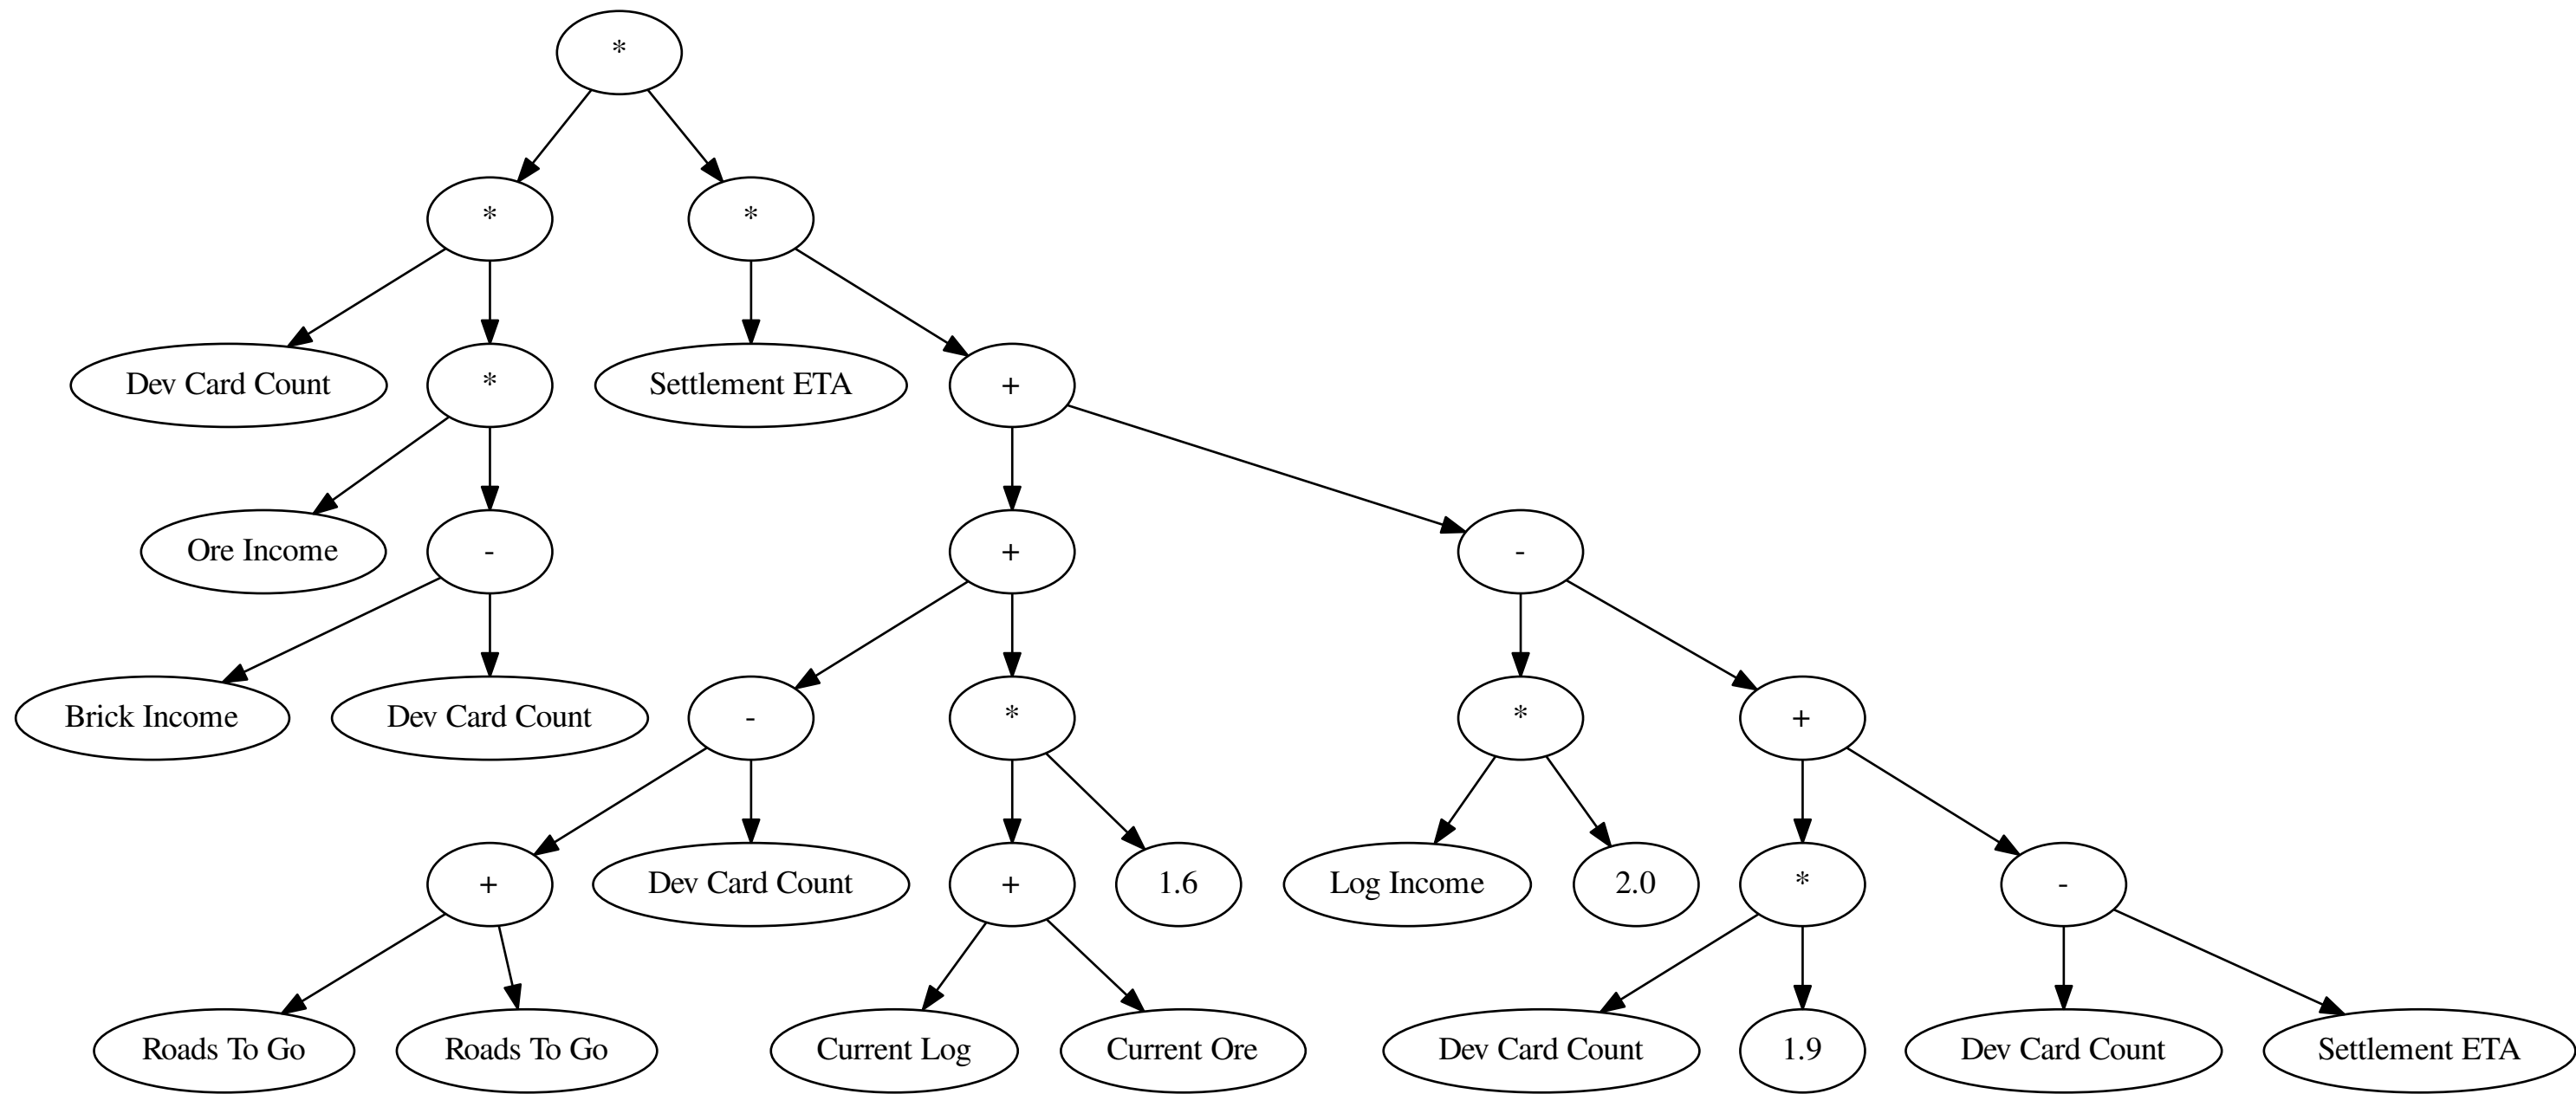 *
* *
Dev Card Count * Settlement ETA +
Ore Income - + -
Brick Income Dev Card Count - * * +
+ Dev Card Count + 1.6 Log Income 2.0 * -
Roads To Go Roads To Go Current Log Current Ore Dev Card Count 1.9 Dev Card Count Settlement ETA